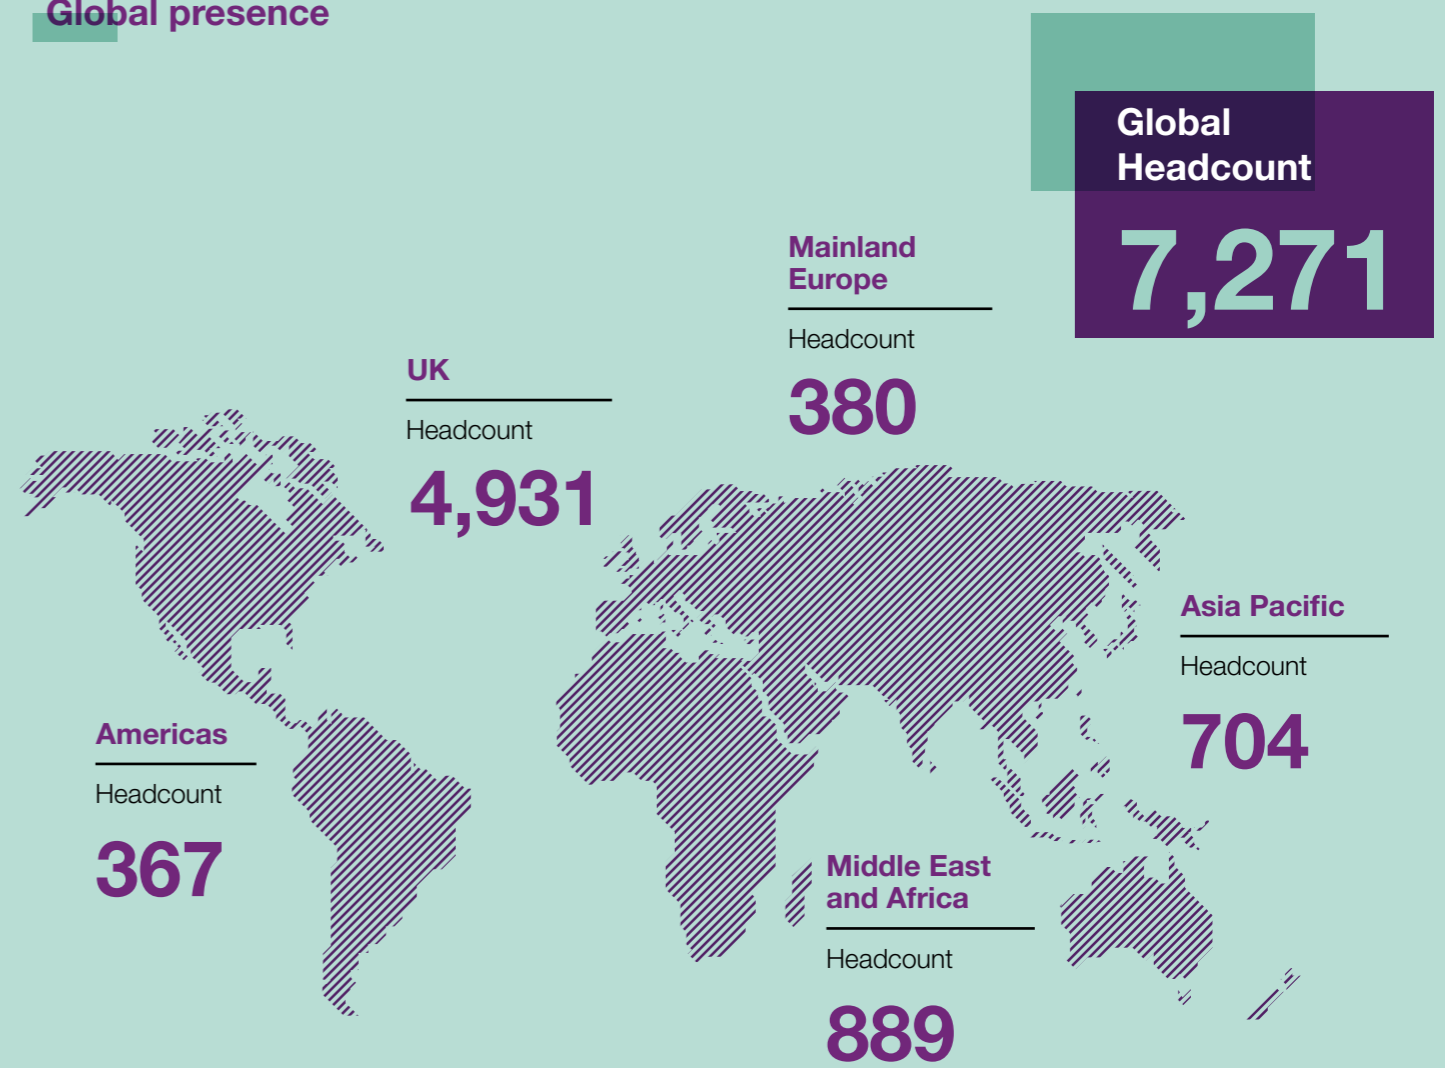 Global presence
Global
Headcount
7,271
Mainland
Europe
Headcount
380
UK
Headcount
4,931
Asia Pacific
Headcount
704
Americas
Headcount
367
Middle East
and Africa
Headcount
889